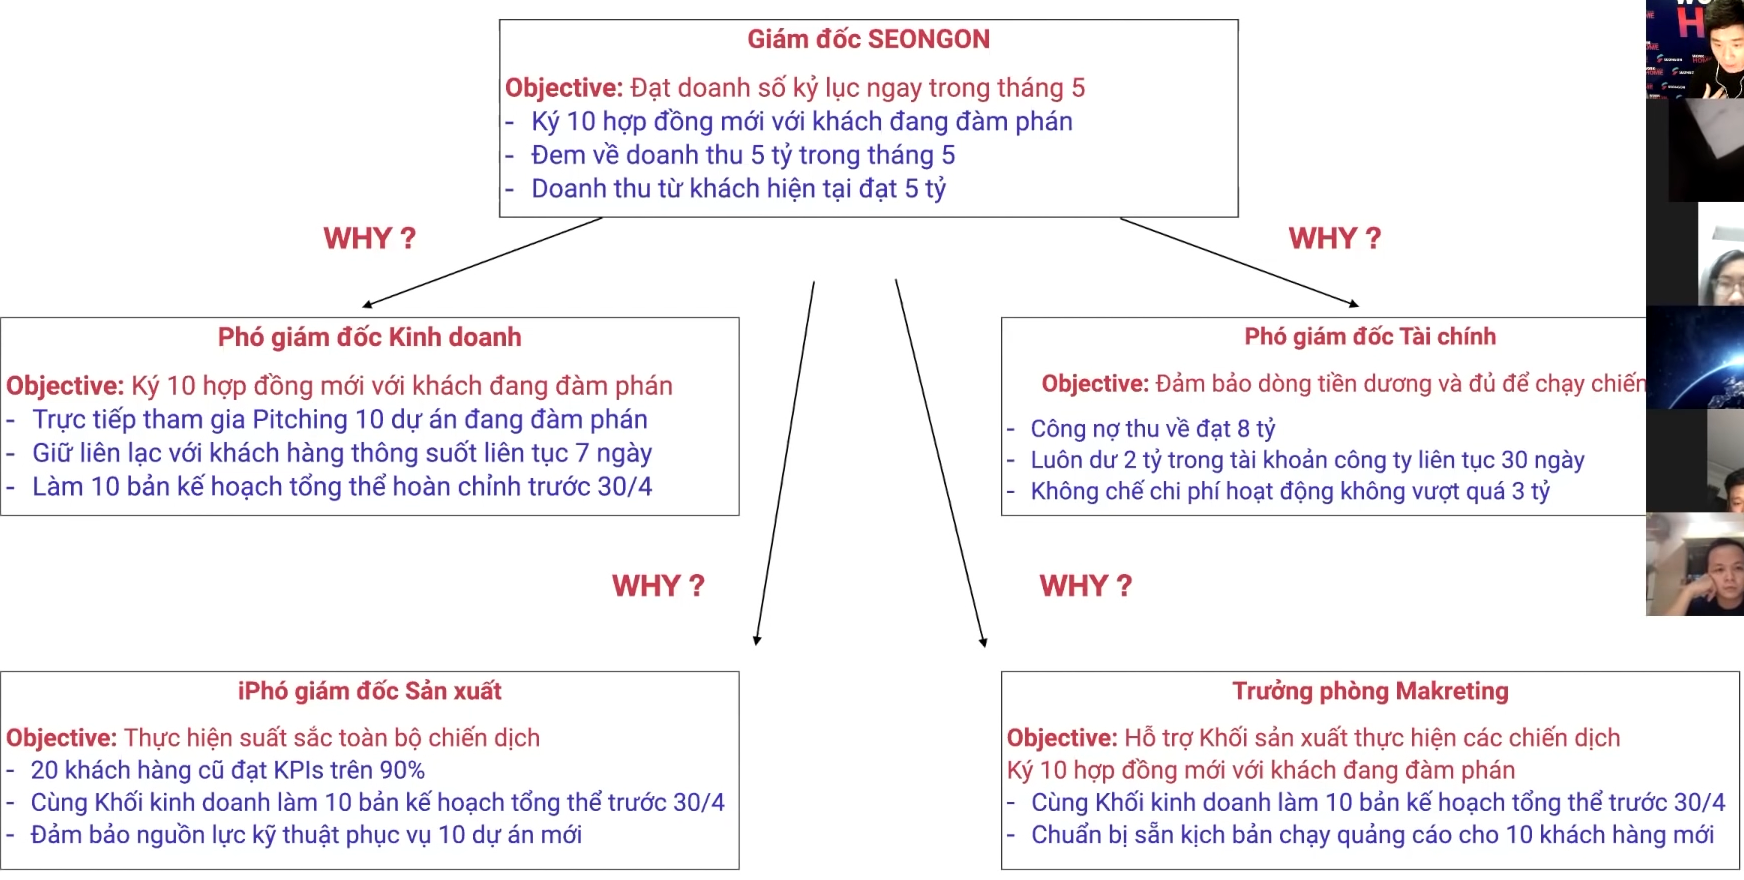 Giám đốc SEONGON
Objective: Đạt doanh số kỷ lục ngay trong tháng 5
- Ký 10 hợp đồng mới với khách đang đàm phán
- Đem về doanh thu 5 tỷ trong tháng 5
- Doanh thu từ khách hiện tại đạt 5 tỷ
WHY ?
WHY ?
Phó giám đốc Kinh doanh
Objective: Ký 10 hợp đồng mới với khách đang đàm phán
- Trực tiếp tham gia Pitching 10 dự án đang đàm phán
- Giữ liên lạc với khách hàng thông suốt liên tục 7 ngày
- Làm 10 bản kế hoạch tổng thể hoàn chỉnh trước 30/4
Phó giám đốc Tài chính
Objective: Đảm bảo dòng tiền dương và đủ để chạy chiến
- Công nợ thu về đạt 8 tỷ
- Luôn dư 2 tỷ trong tài khoản công ty liên tục 30 ngày
- Không chế chi phí hoạt động không vượt quá 3 tỷ
WHY ?
WHY ?
iPhó giám đốc Sản xuất
Objective: Thực hiện suất sắc toàn bộ chiến dịch
- 20 khách hàng cũ đạt KPIs trên 90%
- Cùng Khối kinh doanh làm 10 bản kế hoạch tổng thể trước 30/4
- Đảm bảo nguồn lực kỹ thuật phục vụ 10 dự án mới
Trưởng phòng Makreting
Objective: Hỗ trợ Khối sản xuất thực hiện các chiến dịch
Ký 10 hợp đồng mới với khách đang đàm phán
- Cùng Khối kinh doanh làm 10 bản kế hoạch tổng thể trước 30/4
- Chuẩn bị sẵn kịch bản chạy quảng cáo cho 10 khách hàng mới